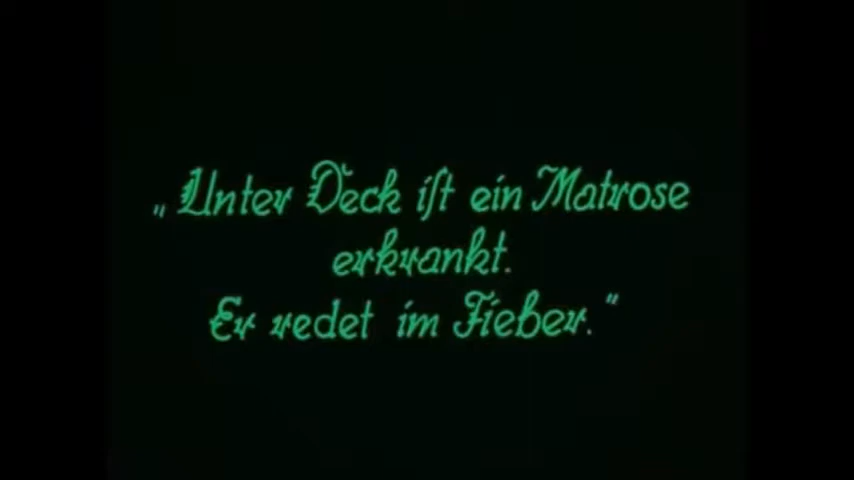 „Unter Deck iſt ein Matrose
erkrankt.
Er redet im Fieber.“